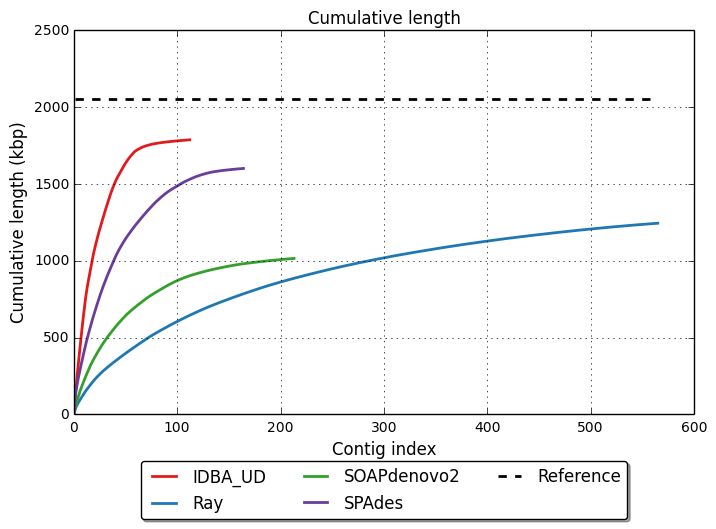 Cumulative length
2500
2000
1500
1000
500
0
Cumulative length (kbp)
0 100 200 300 400 500 600
Contig index
IDBA_UD SOAPdenovo2 Reference
Ray SPAdes